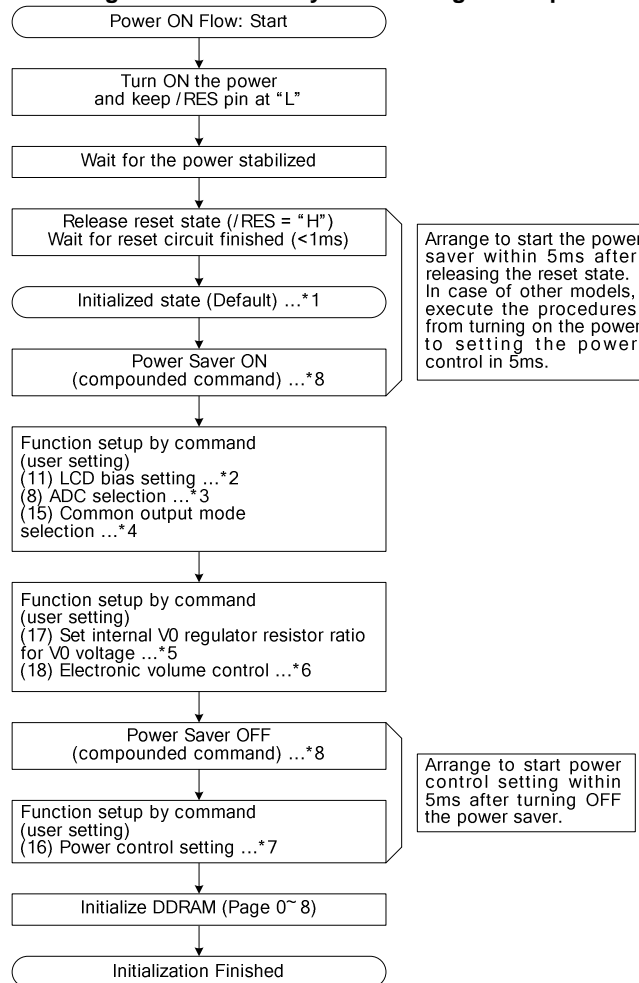 Power ON Flow: Start
Turn ON the power
and keep /RES pin at “L”
Wait for the power stabilized
Release reset state (/RES = “H”)
Wait for reset circuit finished (<1ms)
Initialized state (Default) …*1
Power Saver ON
(compounded command) …*8
Arrange to start the power
saver within 5ms after
releasing the reset state.
In case of other models,
execute the procedures
from turning on the power
to setting the power
control in 5ms.
Function setup by command
(user setting)
(11) LCD bias setting …*2
(8) ADC selection …*3
(15) Common output mode
selection …*4
Function setup by command
(user setting)
(17) Set internal V0 regulator resistor ratio
for V0 voltage …*5
(18) Electronic volume control …*6
Power Saver OFF
(compounded command) …*8
Function setup by command
(user setting)
(16) Power control setting …*7
Arrange to start power
control setting within
5ms after turning OFF
the power saver.
Initialize DDRAM (Page 0~8)
Initialization Finished